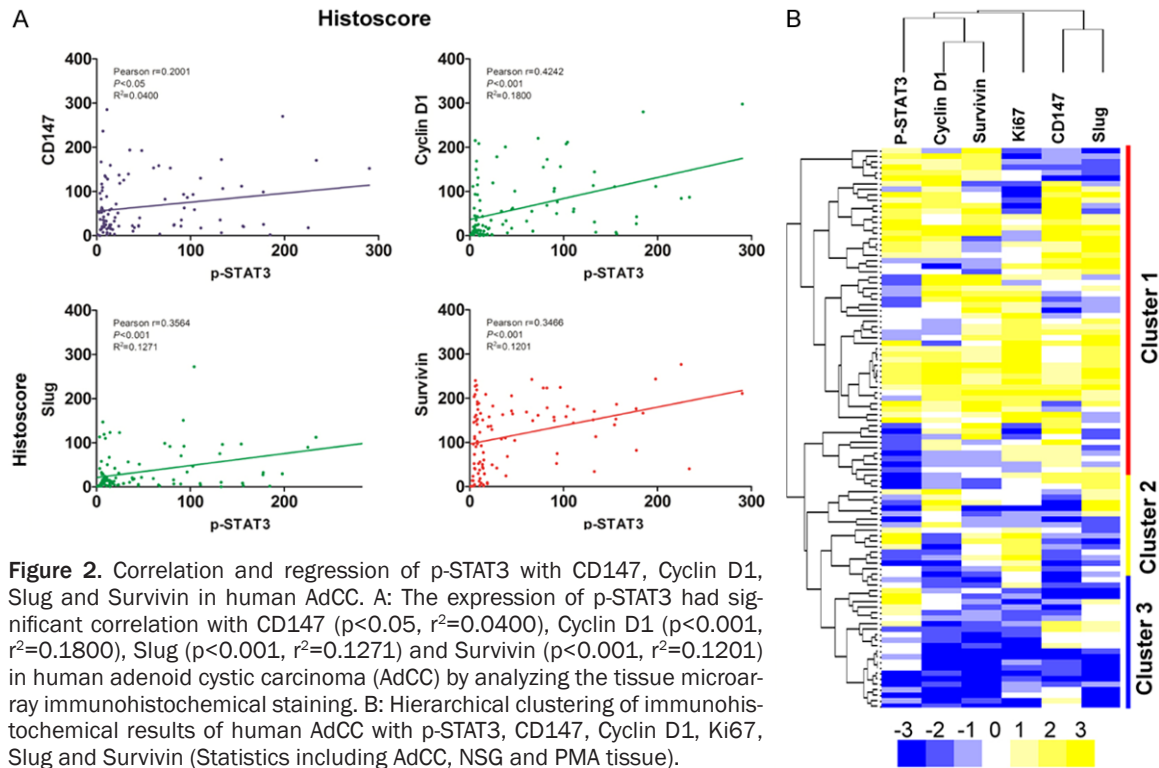 A
Histoscore
B
400
300
200
100
0
CD147
Pearson r=0.2001
P<0.05
R²=0.0400
0
100
200
300
p-STAT3
400
300
200
100
0
Cyclin D1
Pearson r=0.4242
P<0.001
R²=0.1800
0
100
200
300
p-STAT3
Histoscore
400
300
200
100
0
Slug
Pearson r=0.3564
P<0.001
R²=0.1271
0
100
200
p-STAT3
400
300
200
100
0
Survivin
Pearson r=0.3466
P<0.001
R²=0.1201
0
100
200
300
p-STAT3
P-STAT3
Cyclin D1
Survivin
Ki67
CD147
Slug
Cluster 1
Cluster 2
Cluster 3
-3 -2 -1 0 1 2 3
Figure 2. Correlation and regression of p-STAT3 with CD147, Cyclin D1,
Slug and Survivin in human AdCC. A: The expression of p-STAT3 had sig-
nificant correlation with CD147 (p<0.05, r²=0.0400), Cyclin D1 (p<0.001,
r²=0.1800), Slug (p<0.001, r²=0.1271) and Survivin (p<0.001, r²=0.1201)
in human adenoid cystic carcinoma (AdCC) by analyzing the tissue microar-
ray immunohistochemical staining. B: Hierarchical clustering of immunohis-
tochemical results of human AdCC with p-STAT3, CD147, Cyclin D1, Ki67,
Slug and Survivin (Statistics including AdCC, NSG and PMA tissue).